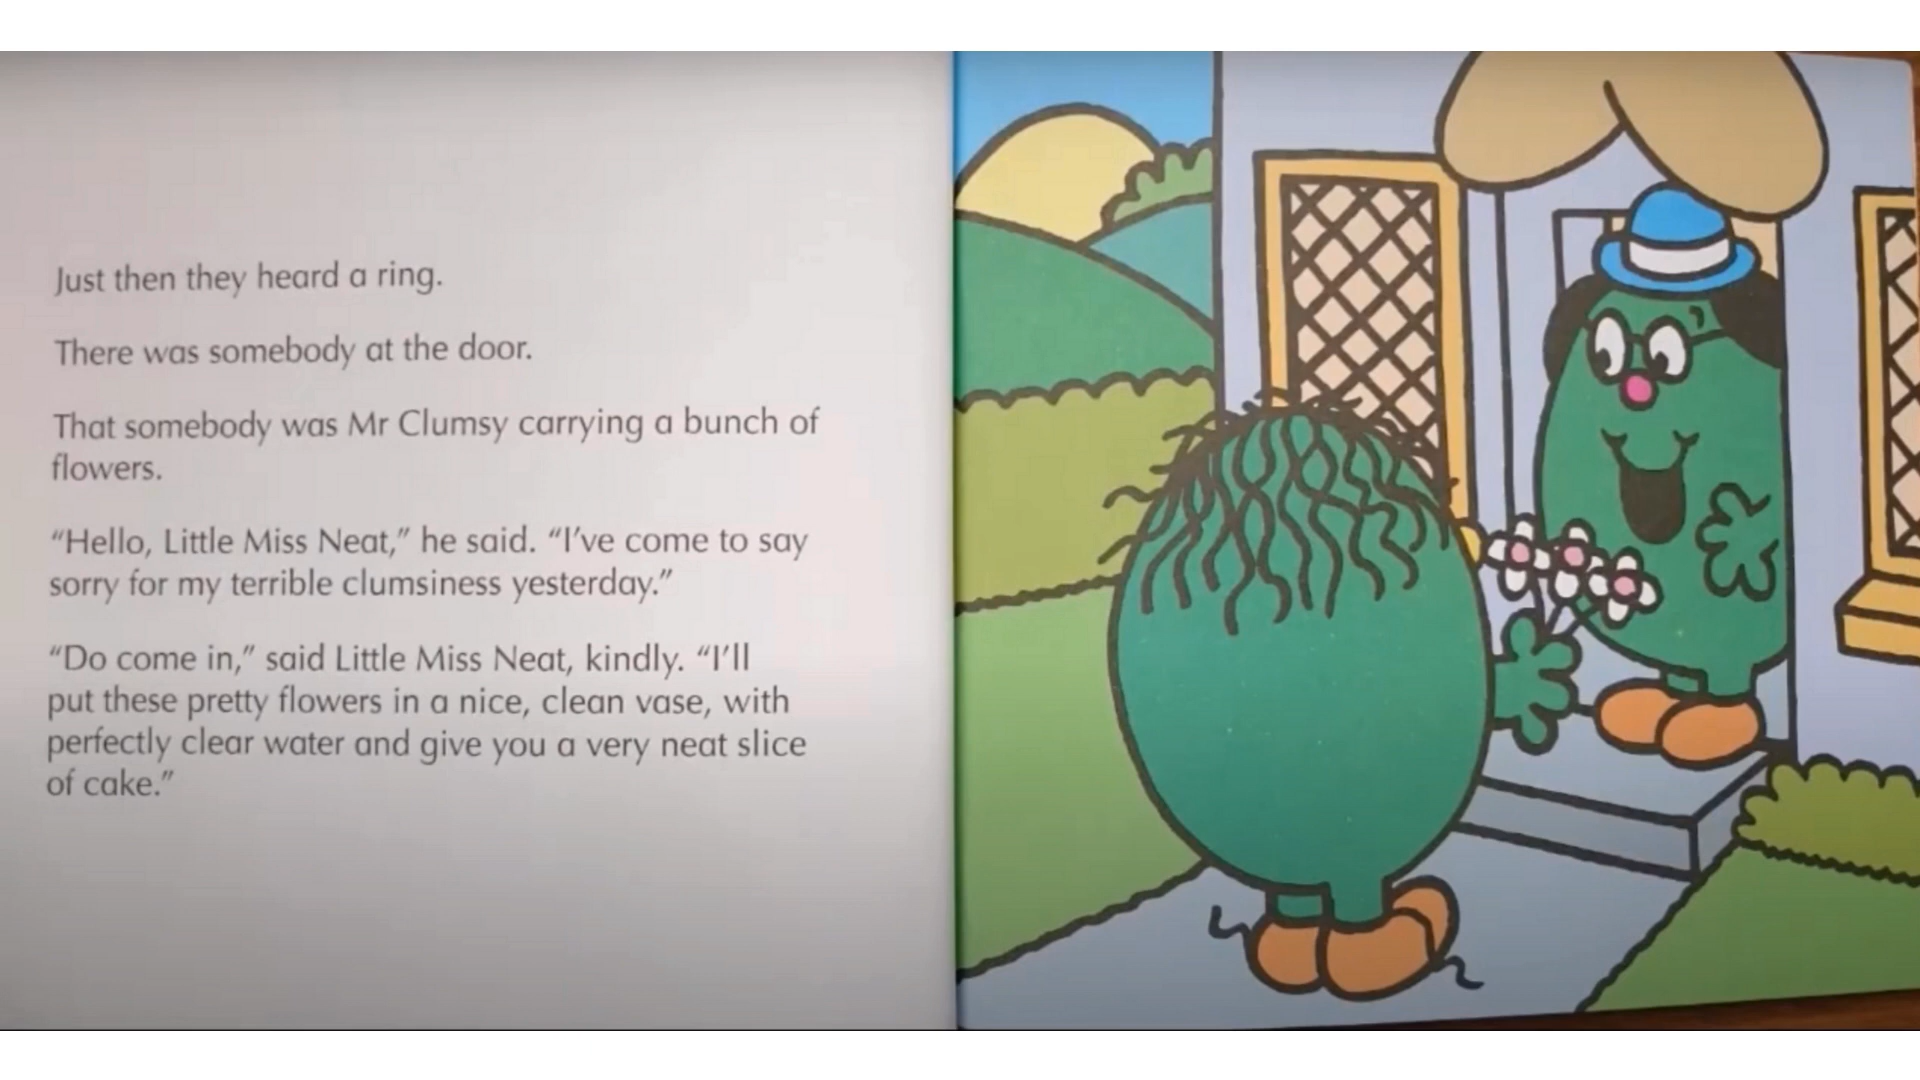 Just then they heard a ring.
There was somebody at the door.
That somebody was Mr Clumsy carrying a bunch of
flowers.
“Hello, Little Miss Neat,” he said. “I’ve come to say
sorry for my terrible clumsiness yesterday.”
“Do come in,” said Little Miss Neat, kindly. “I’ll
put these pretty flowers in a nice, clean vase, with
perfectly clear water and give you a very neat slice
of cake.”